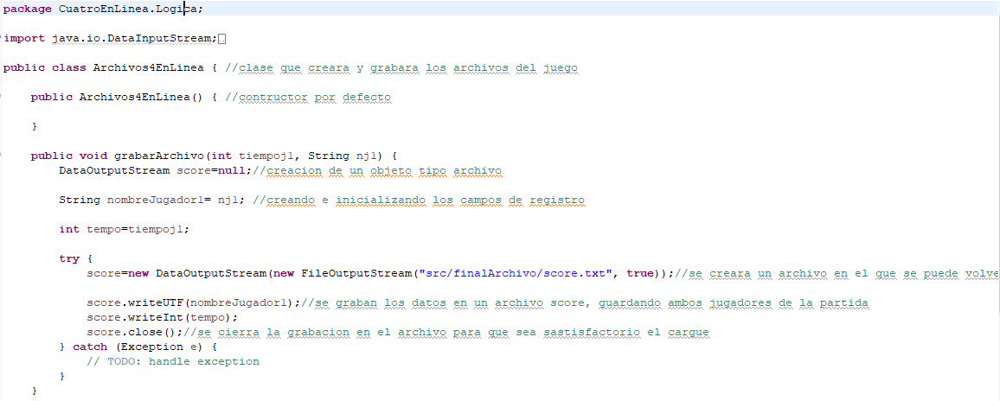 package CuatroEnLinea.Logica;
import java.io.DataInputStream;
public class Archivos4EnLinea { //clase que creara y grabara los archivos del juego
public Archivos4EnLinea() { //contructor por defecto
}
public void grabarArchivo(int tiempoj1, String nj1) {
DataOutputStream score=null;//creacion de un objeto tipo archivo
String nombreJugador1= nj1; //creando e inicializando los campos de registro
int tempo=tiempoj1;
try {
score=new DataOutputStream(new FileOutputStream("src/finalArchivo/score.txt", true));//se creara un archivo en el que se puede volve
score.writeUTF(nombreJugador1);//se graban los datos en un archivo score, guardando ambos jugadores de la partida
score.writeInt(tempo);
score.close();//se cierra la grabacion en el archivo para que sea sastisfactorio el cargue
} catch (Exception e) {
// TODO: handle exception
}
}